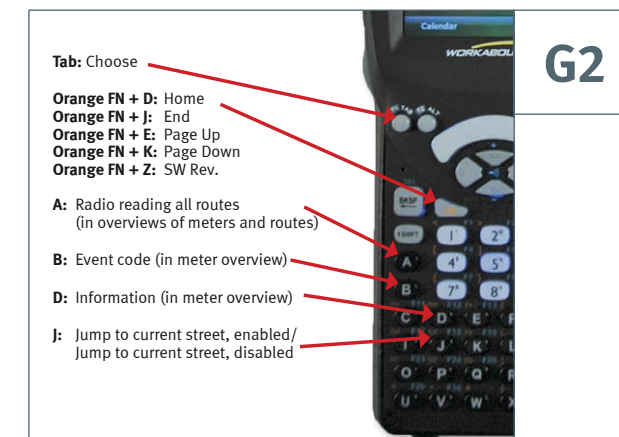 Calendar
WORKABOU
G2
Tab: Choose
TAB ALT
Orange FN + D: Home
Orange FN + J: End
Orange FN + E: Page Up
Orange FN + K: Page Down
Orange FN + Z: SW Rev.
BKSP
A: Radio reading all routes
(in overviews of meters and routes)
SHIFT 1 2
A 4 5
B: Event code (in meter overview)
B 7 8
D: Information (in meter overview)
C D E
J: Jump to current street, enabled/
Jump to current street, disabled
I J K L
O P Q R
U V W X